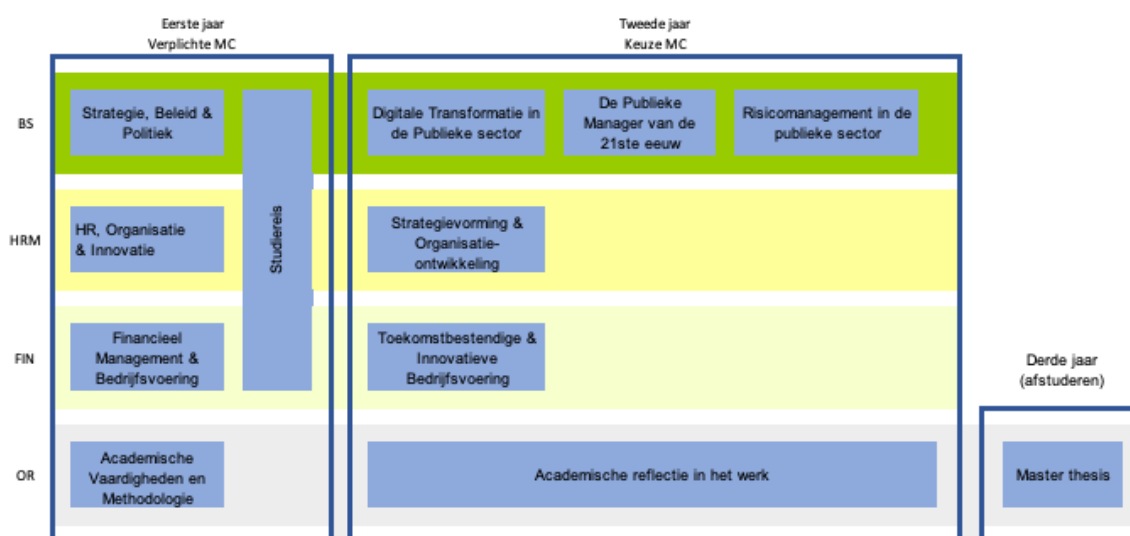 Eerste jaar
Verplichte MC
Tweede jaar
Keuze MC
BS
Strategie, Beleid &
Politiek
Studiereis
Digitale Transformatie in
de Publieke sector
De Publieke
Manager van de
21ste eeuw
Risicomanagement in de
publieke sector
HRM
HR, Organisatie
& Innovatie
Strategievorming &
Organisatie-
ontwikkeling
FIN
Financieel
Management &
Bedrijfsvoering
Toekomstbestendige &
Innovatieve
Bedrijfsvoering
Derde jaar
(afstuderen)
OR
Academische
Vaardigheden en
Methodologie
Academische reflectie in het werk
Master thesis